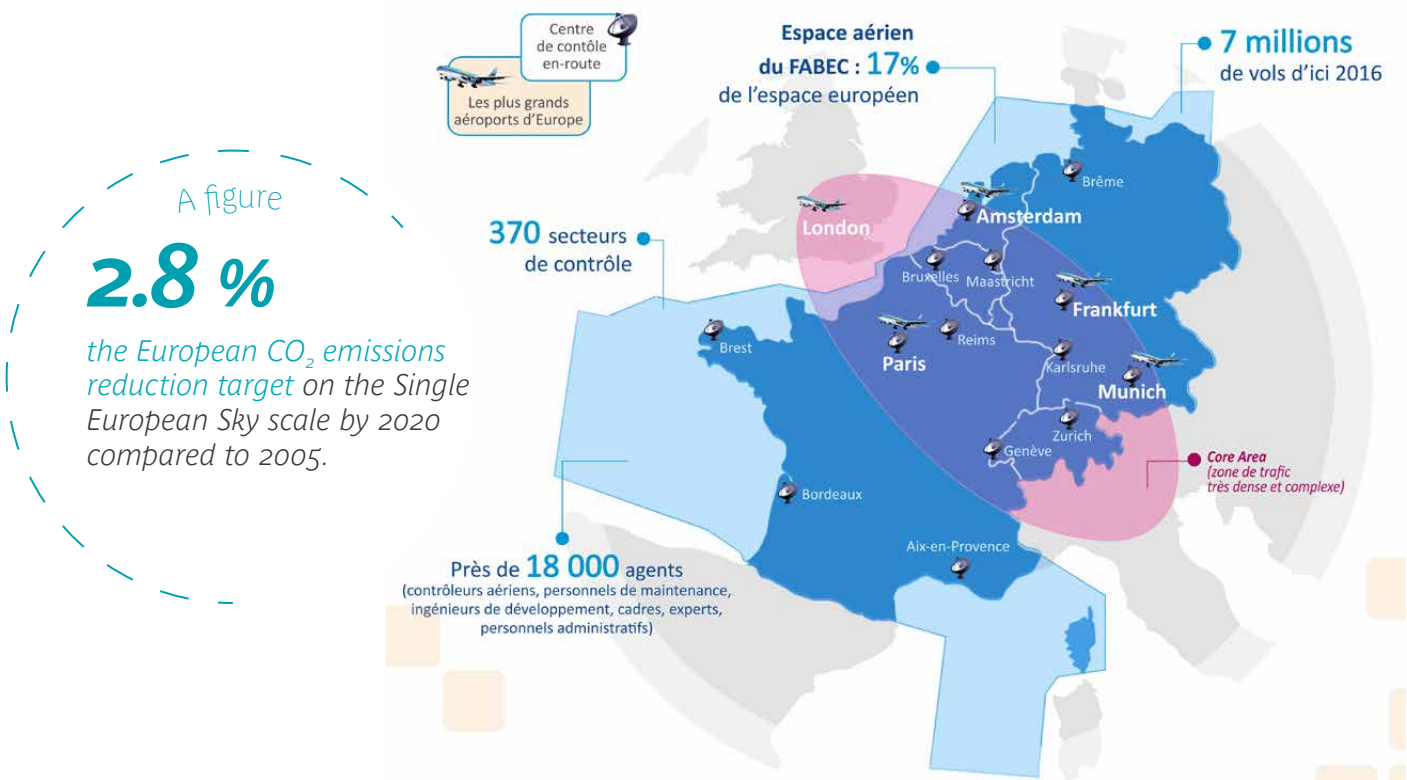 A figure
2.8 %
the European CO₂ emissions
reduction target on the Single
European Sky scale by 2020
compared to 2005.
Centre
de contôle
en-route
Les plus grands
aéroports d'Europe
Espace aérien
du FABEC : 17%
de l'espace européen
7 millions
de vols d'ici 2016
370 secteurs
de contrôle
Brême
Amsterdam
London
Bruxelles
Maastricht
Frankfurt
Brest
Paris
Reims
Karlsruhe
Munich
Zurich
Genève
Core Area
(zone de trafic
très dense et complexe)
Bordeaux
Aix-en-Provence
Près de 18 000 agents
(contrôleurs aériens, personnels de maintenance,
ingénieurs de développement, cadres, experts,
personnels administratifs)